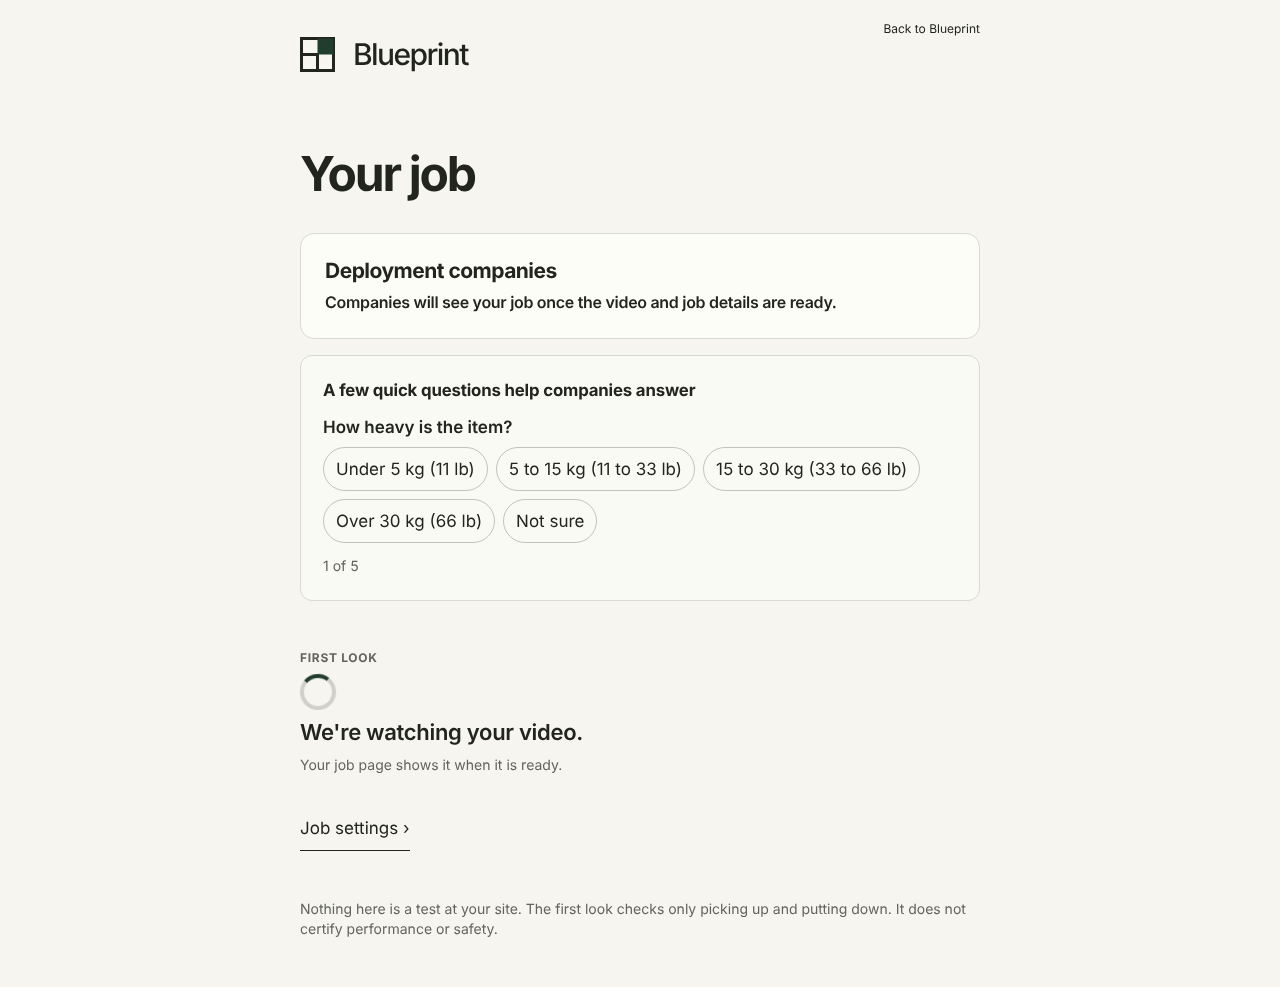 Back to Blueprint
Blueprint
Your job
Deployment companies
Companies will see your job once the video and job details are ready.
A few quick questions help companies answer
How heavy is the item?
Under 5 kg (11 lb)
5 to 15 kg (11 to 33 lb)
15 to 30 kg (33 to 66 lb)
Over 30 kg (66 lb)
Not sure
1 of 5
FIRST LOOK
We're watching your video.
Your job page shows it when it is ready.
Job settings ›
Nothing here is a test at your site. The first look checks only picking up and putting down. It does not
certify performance or safety.